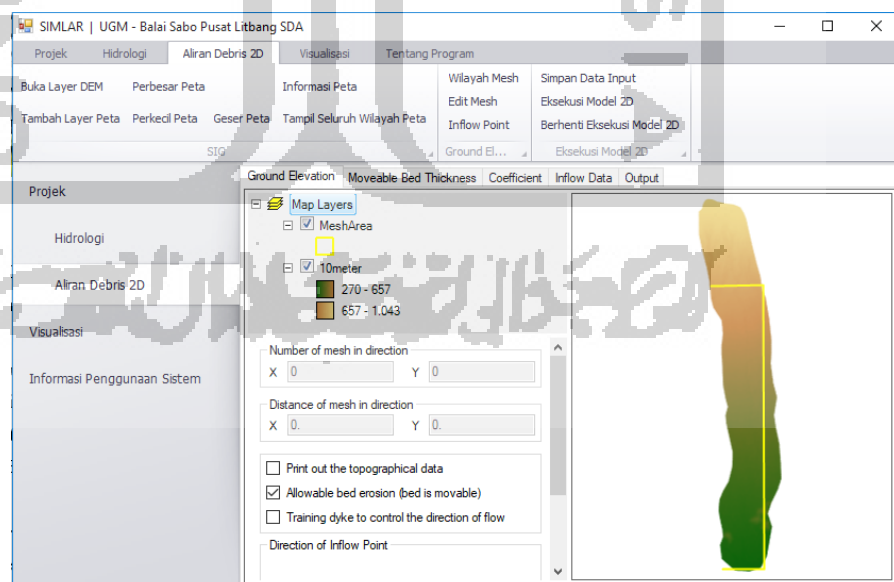 SIMLAR | UGM - Balai Sabo Pusat Litbang SDA
Projek Hidrologi Aliran Debris 2D Visualisasi Tentang Program
Buka Layer DEM Perbesar Peta Informasi Peta
Tambah Layer Peta Perkecil Peta Geser Peta Tampil Seluruh Wilayah Peta
SIG
Wilayah Mesh
Edit Mesh
Inflow Point
Ground El...
Simpan Data Input
Eksekusi Model 2D
Berhenti Eksekusi Model 2D
Eksekusi Model 2D
Projek
Hidrologi
Aliran Debris 2D
Visualisasi
Informasi Penggunaan Sistem
Ground Elevation Moveable Bed Thickness Coefficient Inflow Data Output
Map Layers
MeshArea
10meter
270 - 657
657 - 1.043
Number of mesh in direction
X 0 Y 0
Distance of mesh in direction
X 0. Y 0.
Print out the topographical data
Allowable bed erosion (bed is movable)
Training dyke to control the direction of flow
Direction of Inflow Point